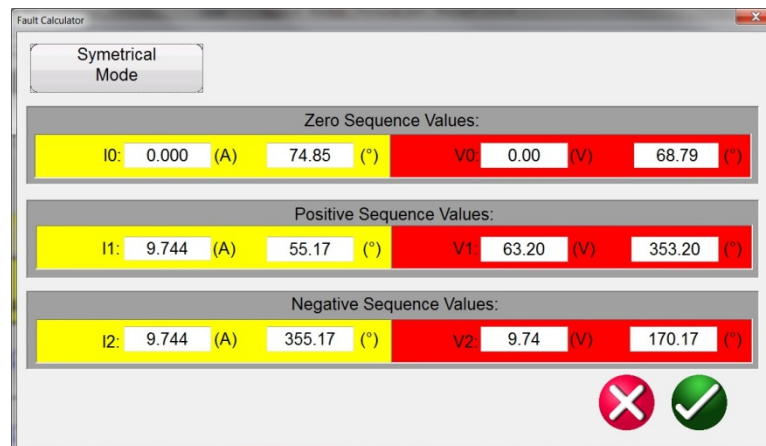 Fault Calculator
Symetrical
Mode
Zero Sequence Values:
I0: 0.000 (A) 74.85 (°) V0: 0.00 (V) 68.79 (°)
Positive Sequence Values:
I1: 9.744 (A) 55.17 (°) V1: 63.20 (V) 353.20 (°)
Negative Sequence Values:
I2: 9.744 (A) 355.17 (°) V2: 9.74 (V) 170.17 (°)